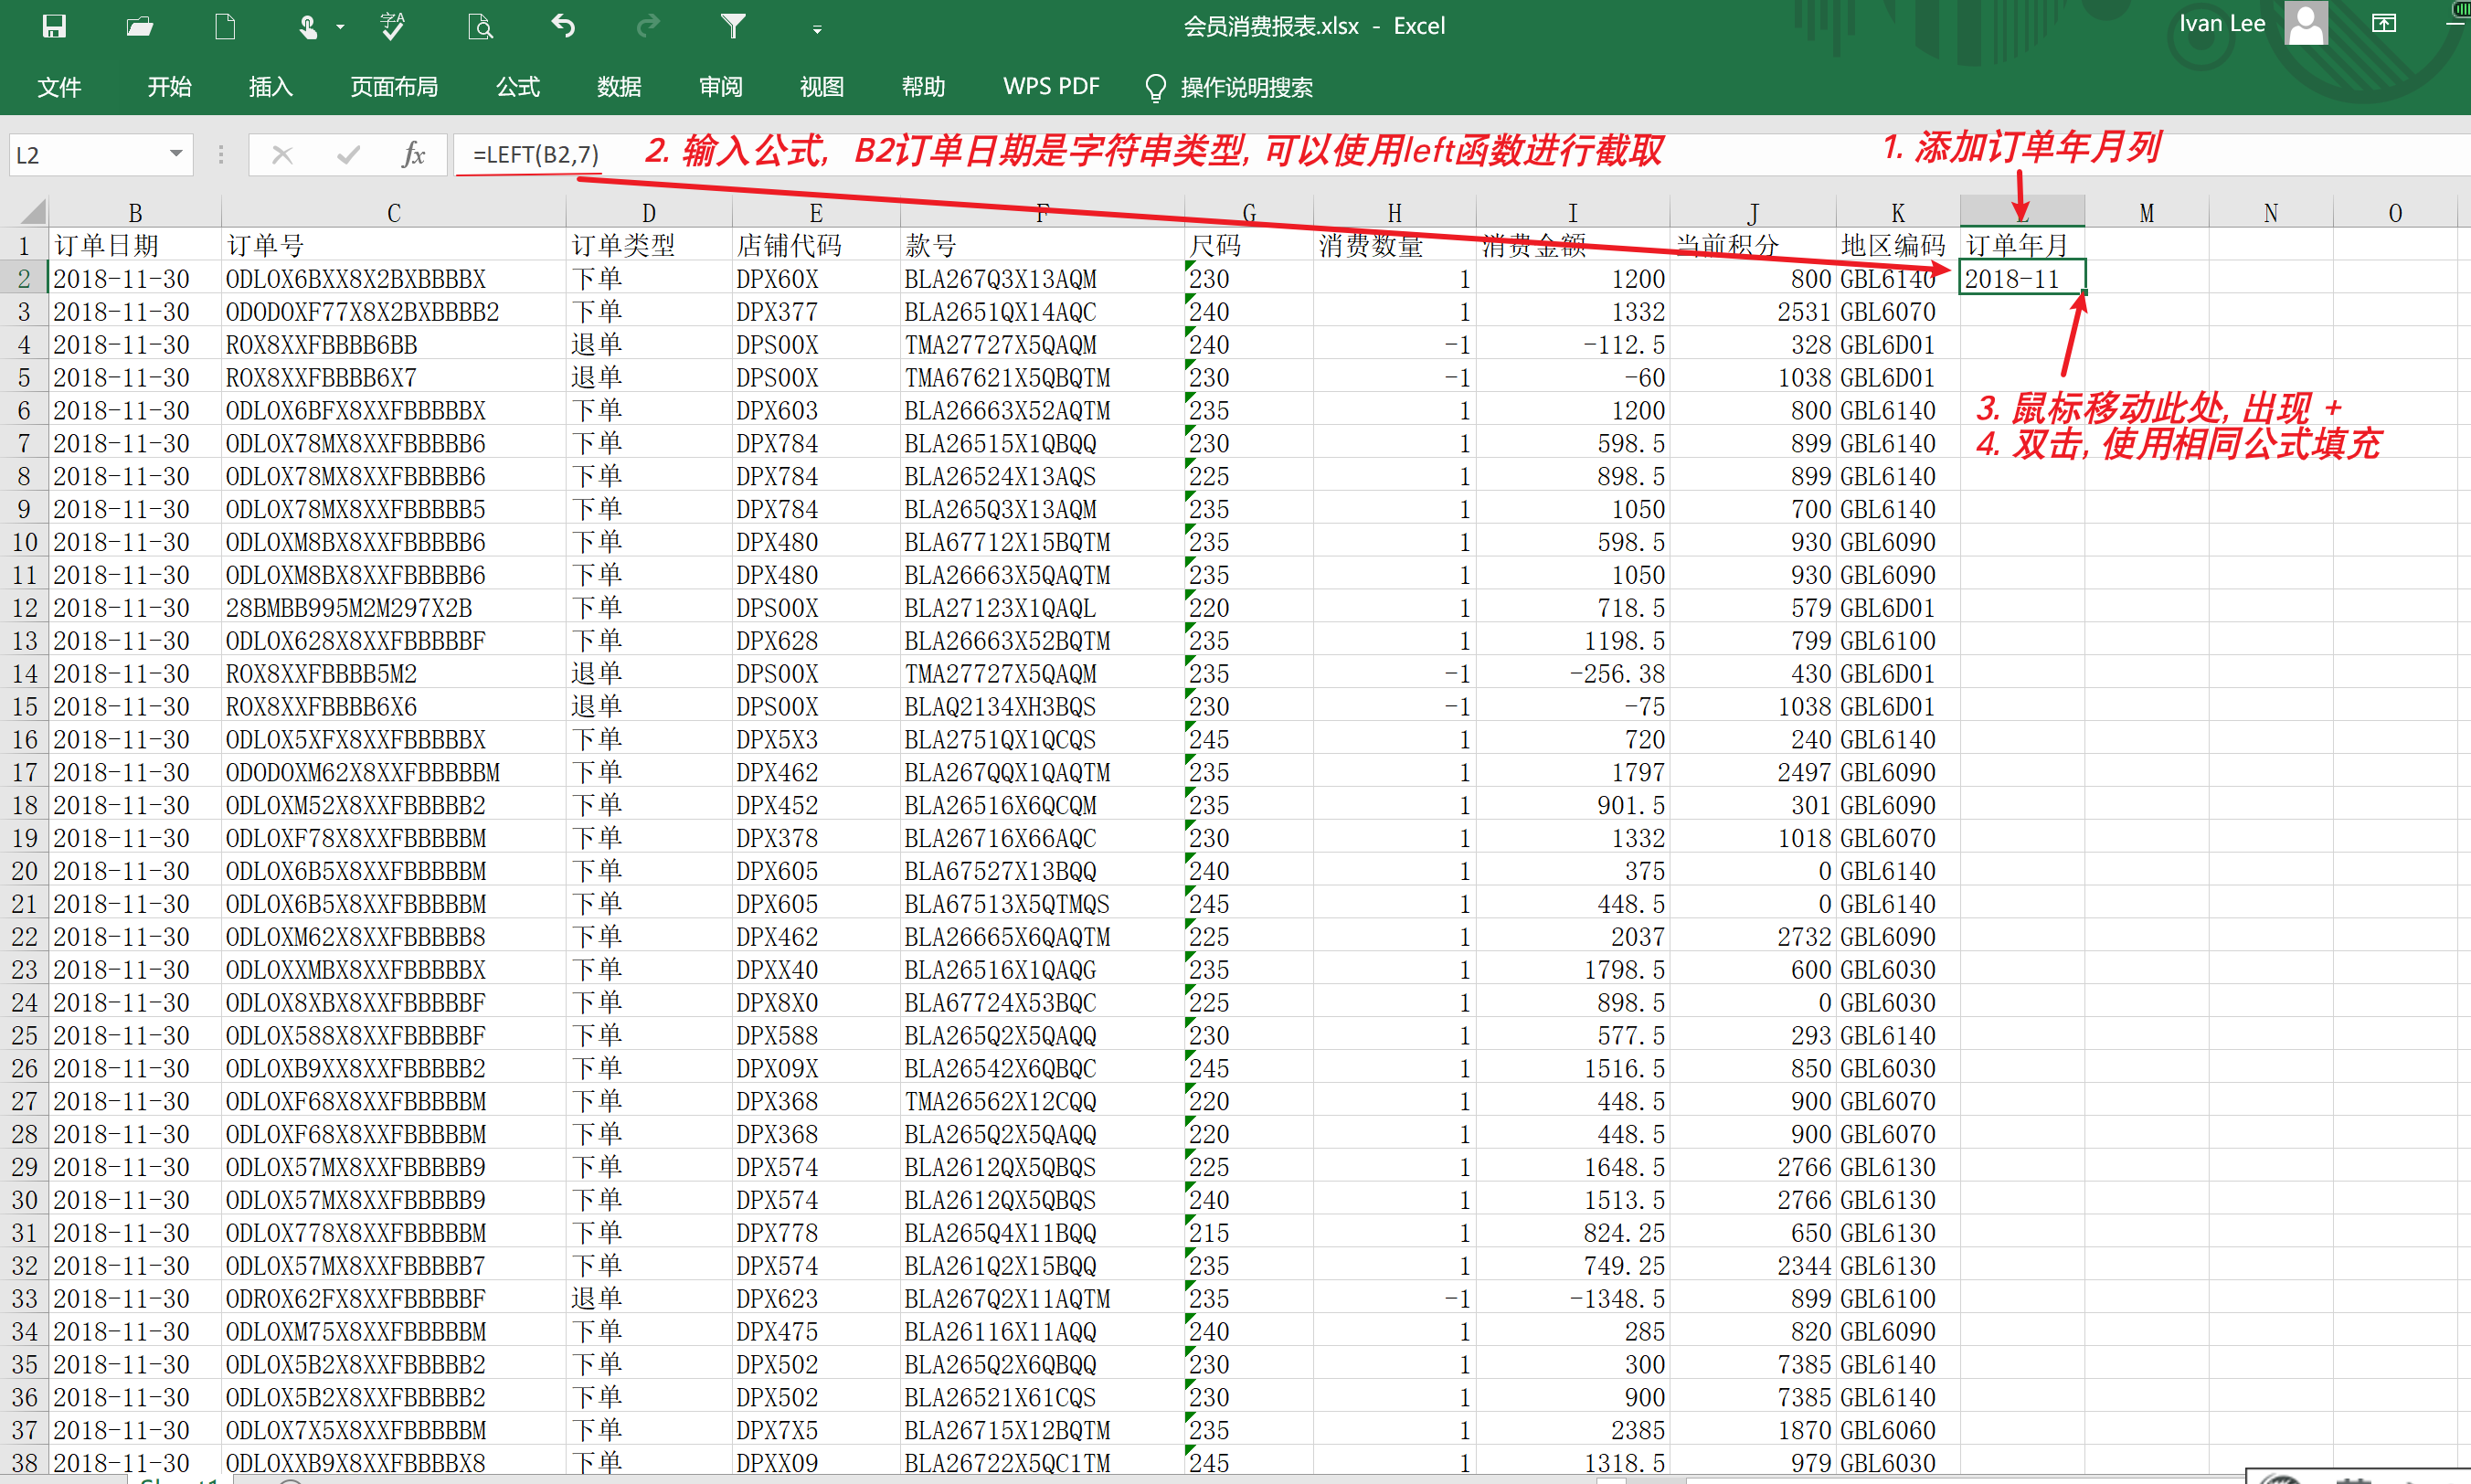 会员消费报表.xlsx - Excel
Ivan Lee
文件 开始 插入 页面布局 公式 数据 审阅 视图 帮助 WPS PDF 操作说明搜索
L2 fx =LEFT(B2,7)
2. 输入公式, B2订单日期是字符串类型, 可以使用left函数进行截取
1. 添加订单年月列
B C D E F G H I J K L M N O
1 订单日期 订单号 订单类型 店铺代码 款号 尺码 消费数量 消费金额 当前积分 地区编码 订单年月
2 2018-11-30 ODLOX6BXX8X2BXBBBBX 下单 DPX60X BLA267Q3X13AQM 230 1 1200 800 GBL6140 2018-11
3 2018-11-30 ODODOXF77X8X2BXBBBB2 下单 DPX377 BLA2651QX14AQC 240 1 1332 2531 GBL6070
4 2018-11-30 ROX8XXFBBBB6BB 退单 DPS00X TMA27727X5QAQM 240 -1 -112.5 328 GBL6D01
5 2018-11-30 ROX8XXFBBBB6X7 退单 DPS00X TMA67621X5QBQTM 230 -1 -60 1038 GBL6D01
6 2018-11-30 ODLOX6BFX8XXFBBBBBX 下单 DPX603 BLA26663X52AQTM 235 1 1200 800 GBL6140
3. 鼠标移动此处, 出现 +
7 2018-11-30 ODLOX78MX8XXFBBBBB6 下单 DPX784 BLA26515X1QBQQ 230 1 598.5 899 GBL6140
4. 双击, 使用相同公式填充
8 2018-11-30 ODLOX78MX8XXFBBBBB6 下单 DPX784 BLA26524X13AQS 225 1 898.5 899 GBL6140
9 2018-11-30 ODLOX78MX8XXFBBBBB5 下单 DPX784 BLA265Q3X13AQM 235 1 1050 700 GBL6140
10 2018-11-30 ODLOXM8BX8XXFBBBBB6 下单 DPX480 BLA67712X15BQTM 235 1 598.5 930 GBL6090
11 2018-11-30 ODLOXM8BX8XXFBBBBB6 下单 DPX480 BLA26663X5QAQTM 235 1 1050 930 GBL6090
12 2018-11-30 28BMBB995M2M297X2B 下单 DPS00X BLA27123X1QAQL 220 1 718.5 579 GBL6D01
13 2018-11-30 ODLOX628X8XXFBBBBBF 下单 DPX628 BLA26663X52BQTM 235 1 1198.5 799 GBL6100
14 2018-11-30 ROX8XXFBBBB5M2 退单 DPS00X TMA27727X5QAQM 235 -1 -256.38 430 GBL6D01
15 2018-11-30 ROX8XXFBBBB6X6 退单 DPS00X BLAQ2134XH3BQS 230 -1 -75 1038 GBL6D01
16 2018-11-30 ODLOX5XFX8XXFBBBBBX 下单 DPX5X3 BLA2751QX1QCQS 245 1 720 240 GBL6140
17 2018-11-30 ODODOXM62X8XXFBBBBBM 下单 DPX462 BLA267QQX1QAQTM 235 1 1797 2497 GBL6090
18 2018-11-30 ODLOXM52X8XXFBBBBB2 下单 DPX452 BLA26516X6QCQM 235 1 901.5 301 GBL6090
19 2018-11-30 ODLOXF78X8XXFBBBBBM 下单 DPX378 BLA26716X66AQC 230 1 1332 1018 GBL6070
20 2018-11-30 ODLOX6B5X8XXFBBBBBM 下单 DPX605 BLA67527X13BQQ 240 1 375 0 GBL6140
21 2018-11-30 ODLOX6B5X8XXFBBBBBM 下单 DPX605 BLA67513X5QTMQS 245 1 448.5 0 GBL6140
22 2018-11-30 ODLOXM62X8XXFBBBBB8 下单 DPX462 BLA26665X6QAQTM 225 1 2037 2732 GBL6090
23 2018-11-30 ODLOXXMBX8XXFBBBBBX 下单 DPXX40 BLA26516X1QAQG 235 1 1798.5 600 GBL6030
24 2018-11-30 ODLOX8XBX8XXFBBBBBF 下单 DPX8X0 BLA67724X53BQC 225 1 898.5 0 GBL6030
25 2018-11-30 ODLOX588X8XXFBBBBBF 下单 DPX588 BLA265Q2X5QAQQ 230 1 577.5 293 GBL6140
26 2018-11-30 ODLOXB9XX8XXFBBBBB2 下单 DPX09X BLA26542X6QBQC 245 1 1516.5 850 GBL6030
27 2018-11-30 ODLOXF68X8XXFBBBBBM 下单 DPX368 TMA26562X12CQQ 220 1 448.5 900 GBL6070
28 2018-11-30 ODLOXF68X8XXFBBBBBM 下单 DPX368 BLA265Q2X5QAQQ 220 1 448.5 900 GBL6070
29 2018-11-30 ODLOX57MX8XXFBBBBB9 下单 DPX574 BLA2612QX5QBQS 225 1 1648.5 2766 GBL6130
30 2018-11-30 ODLOX57MX8XXFBBBBB9 下单 DPX574 BLA2612QX5QBQS 240 1 1513.5 2766 GBL6130
31 2018-11-30 ODLOX778X8XXFBBBBBM 下单 DPX778 BLA265Q4X11BQQ 215 1 824.25 650 GBL6130
32 2018-11-30 ODLOX57MX8XXFBBBBB7 下单 DPX574 BLA261Q2X15BQQ 235 1 749.25 2344 GBL6130
33 2018-11-30 ODROX62FX8XXFBBBBBF 退单 DPX623 BLA267Q2X11AQTM 235 -1 -1348.5 899 GBL6100
34 2018-11-30 ODLOXM75X8XXFBBBBBM 下单 DPX475 BLA26116X11AQQ 240 1 285 820 GBL6090
35 2018-11-30 ODLOX5B2X8XXFBBBBB2 下单 DPX502 BLA265Q2X6QBQQ 230 1 300 7385 GBL6140
36 2018-11-30 ODLOX5B2X8XXFBBBBB2 下单 DPX502 BLA26521X61CQS 230 1 900 7385 GBL6140
37 2018-11-30 ODLOX7X5X8XXFBBBBBM 下单 DPX7X5 BLA26715X12BQTM 235 1 2385 1870 GBL6060
38 2018-11-30 ODLOXXB9X8XXFBBBBX8 下单 DPXX09 BLA26722X5QC1TM 245 1 1318.5 979 GBL6030